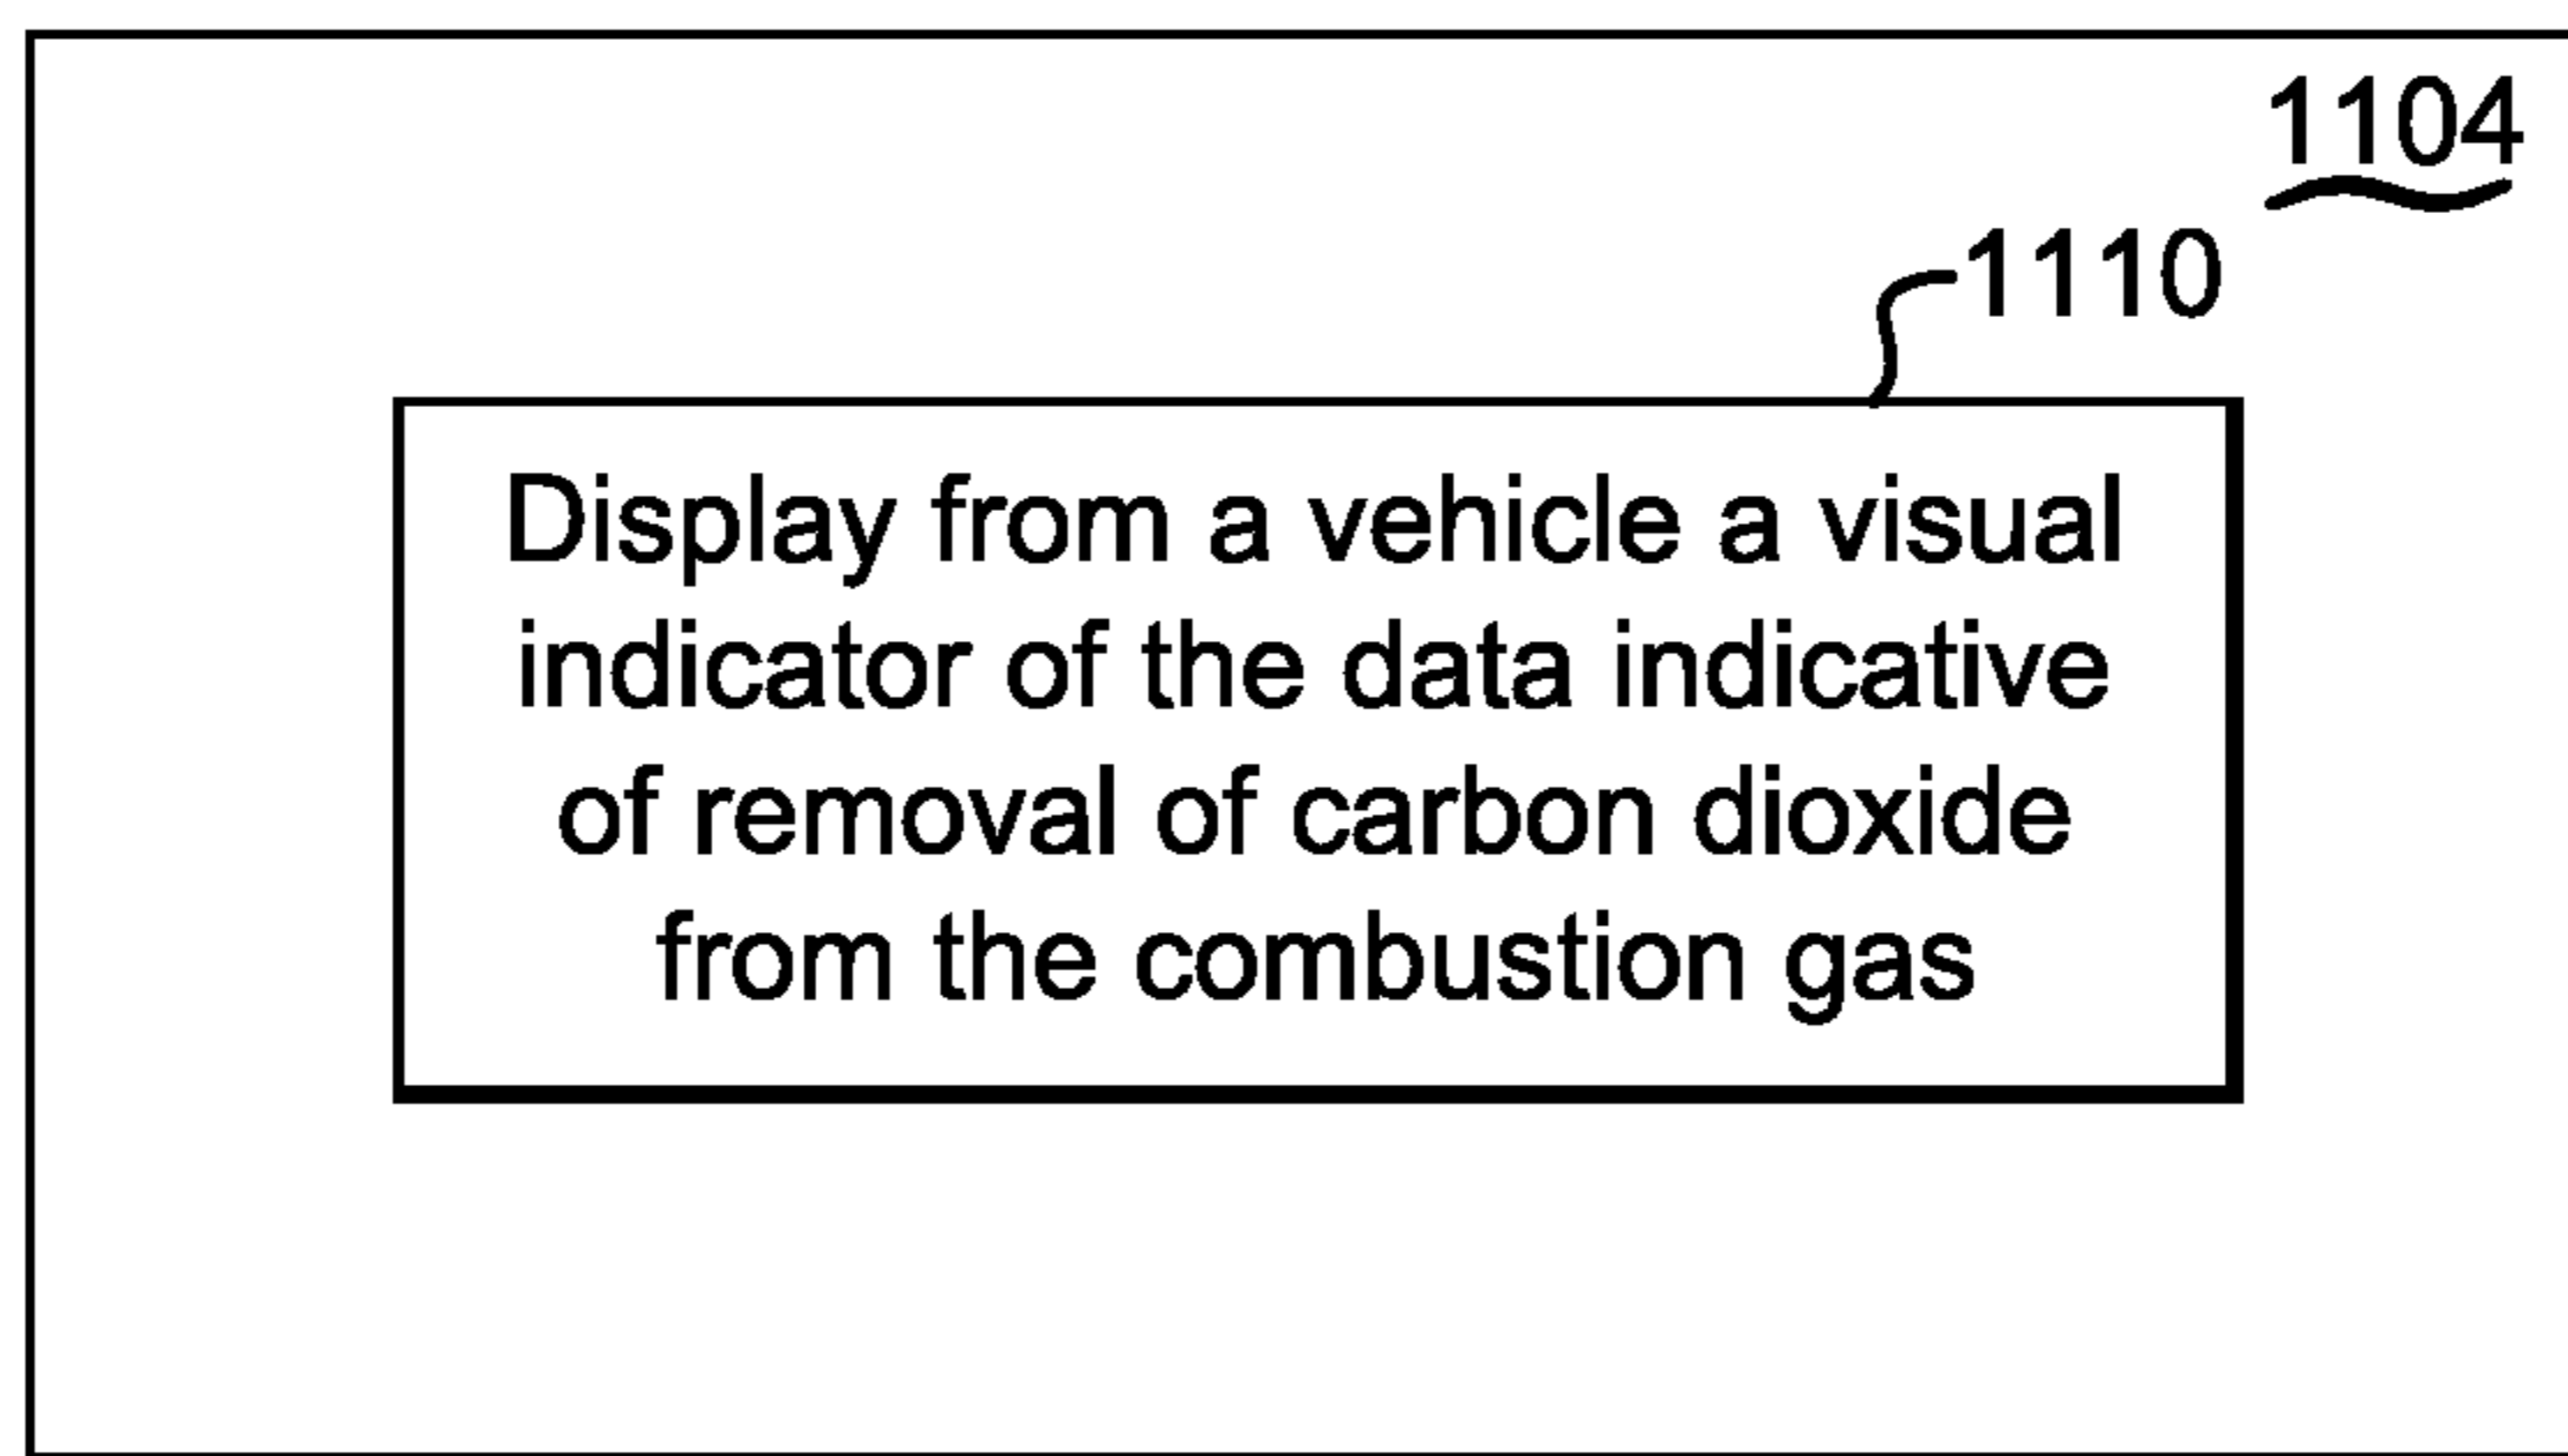 1104
1110
Display from a vehicle a visual
indicator of the data indicative
of removal of carbon dioxide
from the combustion gas